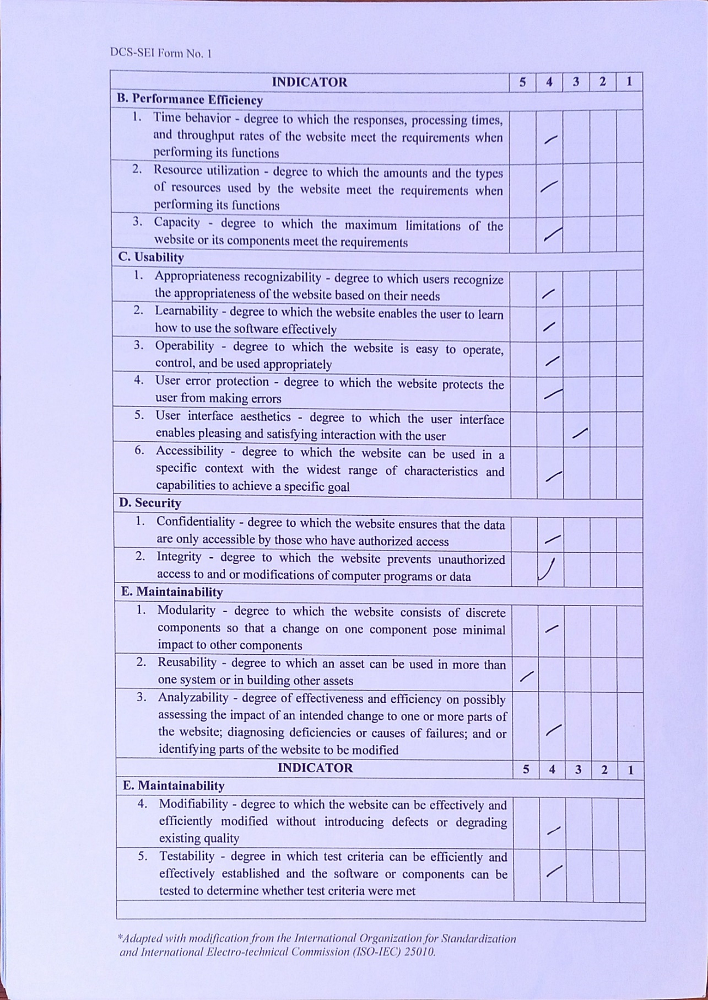 DCS-SEI Form No. 1
INDICATOR 5 4 3 2 1
B. Performance Efficiency
1. Time behavior - degree to which the responses, processing times,
and throughput rates of the website meet the requirements when
performing its functions
2. Resource utilization - degree to which the amounts and the types
of resources used by the website meet the requirements when
performing its functions
3. Capacity - degree to which the maximum limitations of the
website or its components meet the requirements
C. Usability
1. Appropriateness recognizability - degree to which users recognize
the appropriateness of the website based on their needs
2. Learnability - degree to which the website enables the user to learn
how to use the software effectively
3. Operability - degree to which the website is easy to operate,
control, and be used appropriately
4. User error protection - degree to which the website protects the
user from making errors
5. User interface aesthetics - degree to which the user interface
enables pleasing and satisfying interaction with the user
6. Accessibility - degree to which the website can be used in a
specific context with the widest range of characteristics and
capabilities to achieve a specific goal
D. Security
1. Confidentiality - degree to which the website ensures that the data
are only accessible by those who have authorized access
2. Integrity - degree to which the website prevents unauthorized
access to and or modifications of computer programs or data
E. Maintainability
1. Modularity - degree to which the website consists of discrete
components so that a change on one component pose minimal
impact to other components
2. Reusability - degree to which an asset can be used in more than
one system or in building other assets
3. Analyzability - degree of effectiveness and efficiency on possibly
assessing the impact of an intended change to one or more parts of
the website; diagnosing deficiencies or causes of failures; and or
identifying parts of the website to be modified
INDICATOR 5 4 3 2 1
E. Maintainability
4. Modifiability - degree to which the website can be effectively and
efficiently modified without introducing defects or degrading
existing quality
5. Testability - degree in which test criteria can be efficiently and
effectively established and the software or components can be
tested to determine whether test criteria were met
*Adapted with modification from the International Organization for Standardization
and International Electro-technical Commission (ISO-IEC) 25010.